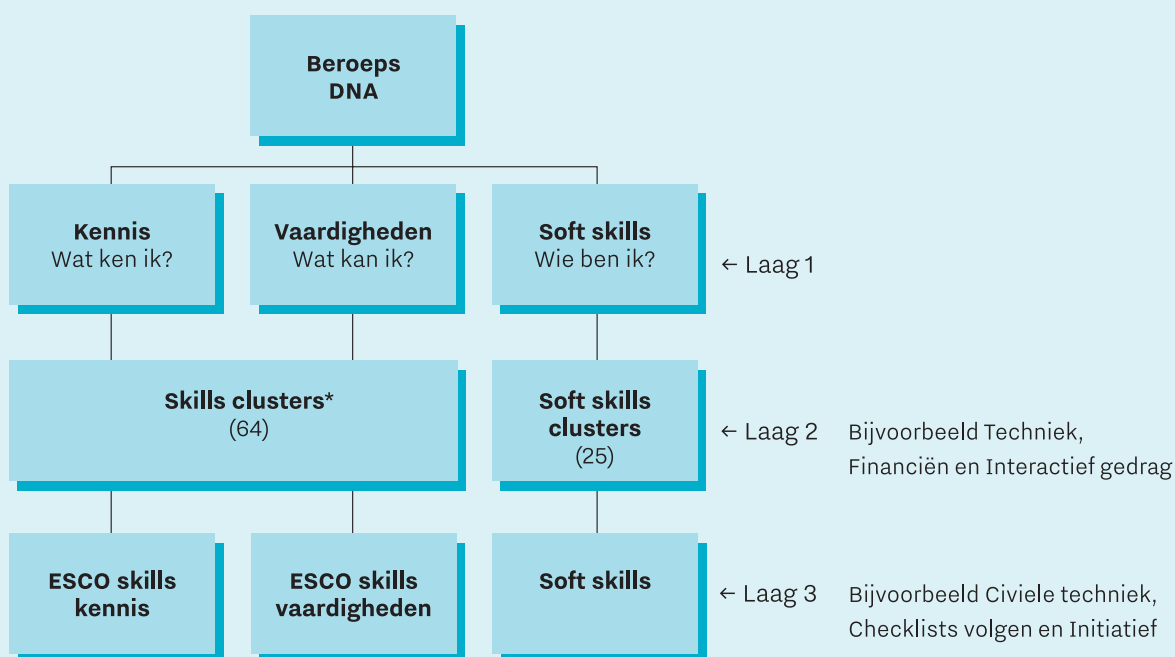 Beroeps
DNA
Kennis
Wat ken ik?
Vaardigheden
Wat kan ik?
Soft skills
Wie ben ik?
← Laag 1
Skills clusters*
(64)
Soft skills
clusters
(25)
← Laag 2
Bijvoorbeeld Techniek,
Financiën en Interactief gedrag
ESCO skills
kennis
ESCO skills
vaardigheden
Soft skills
← Laag 3
Bijvoorbeeld Civiele techniek,
Checklists volgen en Initiatief